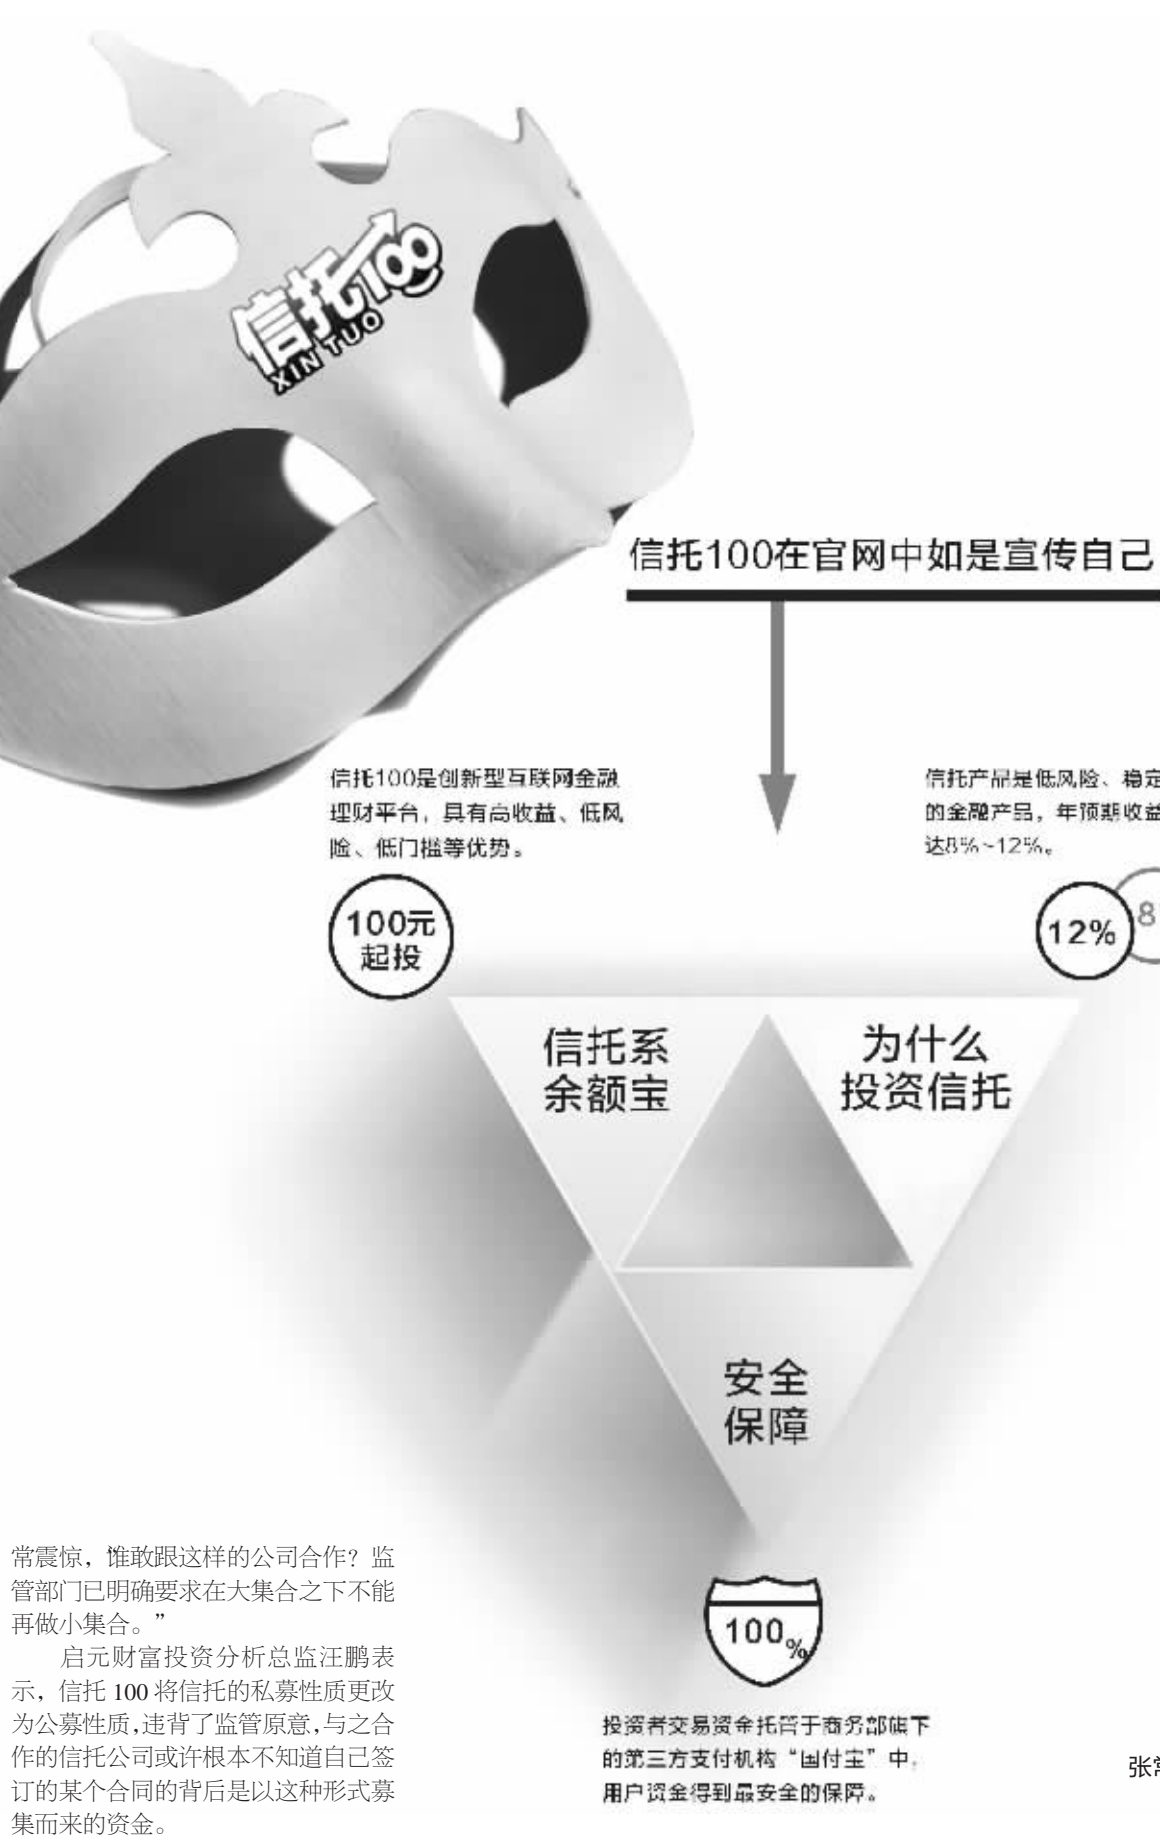 信托100
XIN TUO
信托100在官网中如是宣传自己
信托100是创新型互联网金融
理财平台，具有高收益、低风
险、低门槛等优势。
信托产品是低风险、稳定
的金融产品，年预期收益
达8%~12%。
100元
起投
12%
8
信托系
余额宝
为什么
投资信托
安全
保障
100%
投资者交易资金托管于商务部旗下
的第三方支付机构“国付宝”中，
用户资金得到最安全的保障。
常震惊，谁敢跟这样的公司合作？监
管部门已明确要求在大集合之下不能
再做小集合。”
启元财富投资分析总监汪鹏表
示，信托 100 将信托的私募性质更改
为公募性质，违背了监管原意，与之合
作的信托公司或许根本不知道自己签
订的某个合同的背后是以这种形式募
集而来的资金。
张